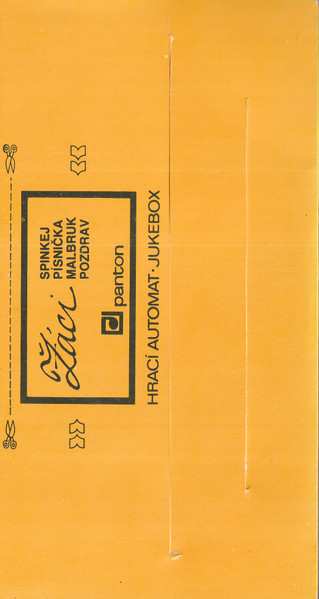 Žáci
SPINKEJ
PÍSNIČKA
MALBRUK
POZDRAV
panton
HRACÍ AUTOMAT · JUKEBOX